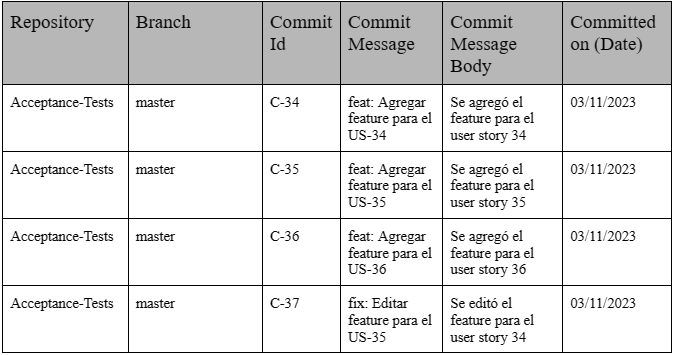 Repository Branch Commit Id Commit Message Commit Message Body Committed on (Date)
Acceptance-Tests master C-34 feat: Agregar feature para el US-34 Se agregó el feature para el user story 34 03/11/2023
Acceptance-Tests master C-35 feat: Agregar feature para el US-35 Se agregó el feature para el user story 35 03/11/2023
Acceptance-Tests master C-36 feat: Agregar feature para el US-36 Se agregó el feature para el user story 36 03/11/2023
Acceptance-Tests master C-37 fix: Editar feature para el US-35 Se editó el feature para el user story 34 03/11/2023